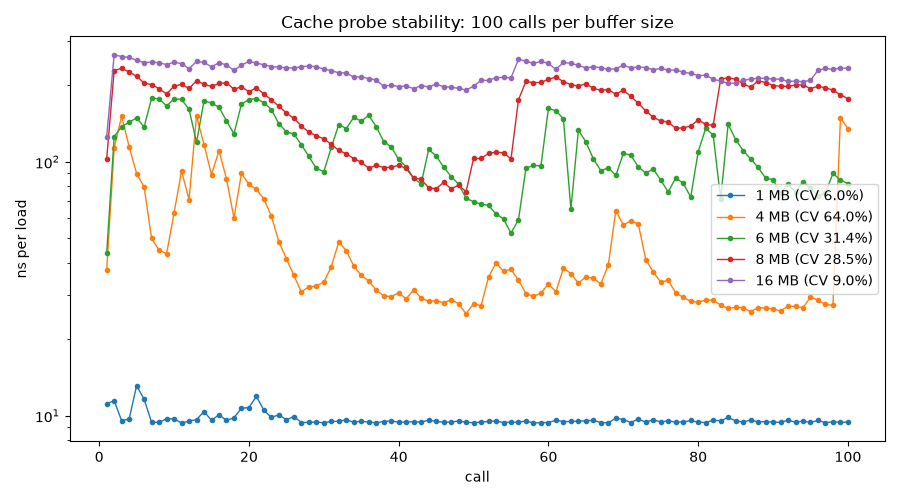 Cache probe stability: 100 calls per buffer size
ns per load
10²
10¹
1 MB (CV 6.0%)
4 MB (CV 64.0%)
6 MB (CV 31.4%)
8 MB (CV 28.5%)
16 MB (CV 9.0%)
0 20 40 60 80 100
call